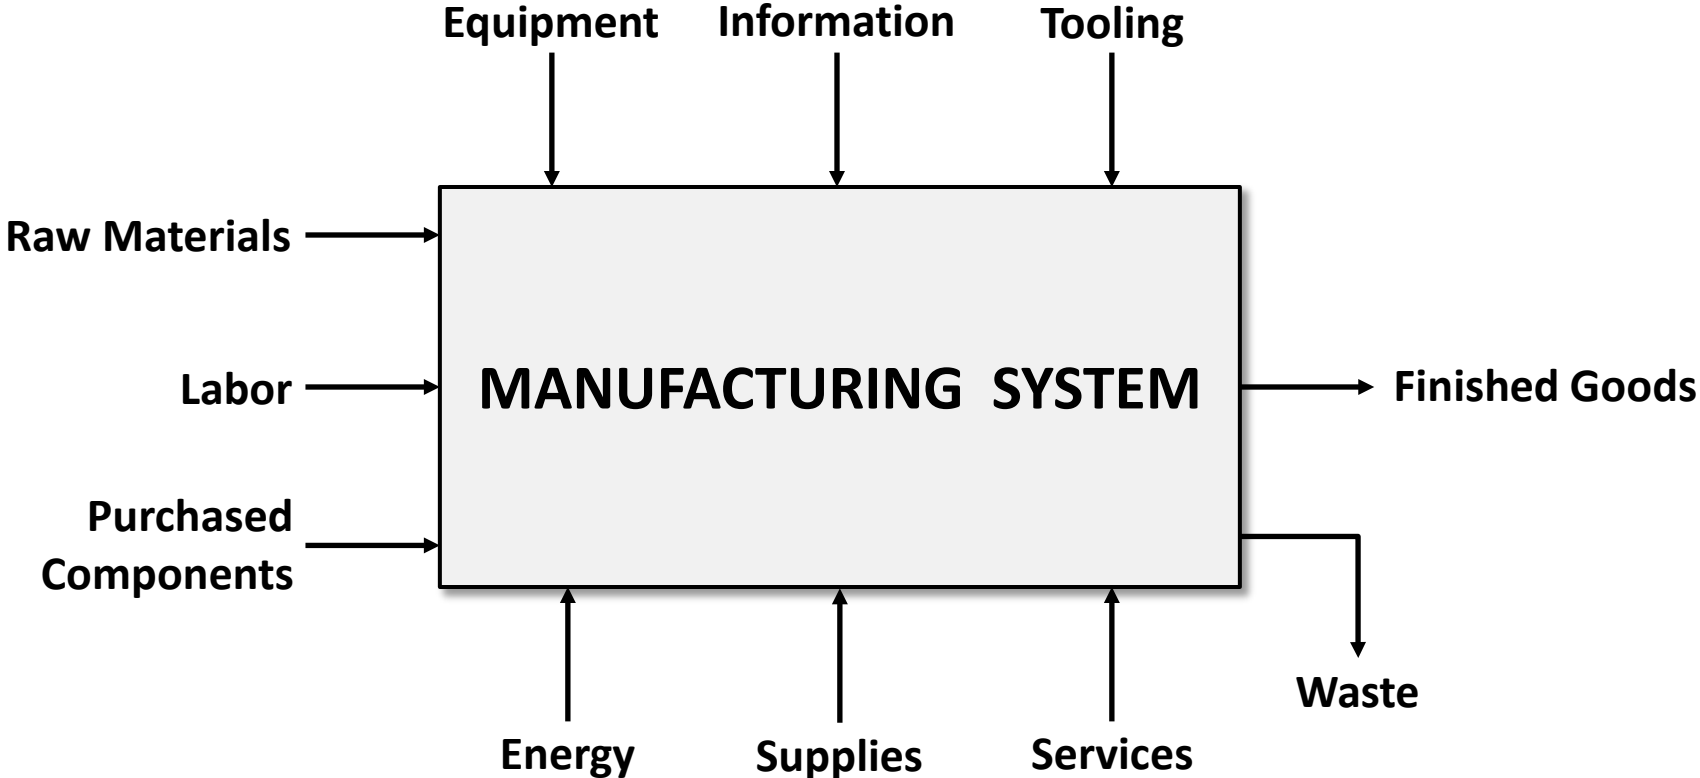 Equipment
Information
Tooling
Raw Materials
Labor
MANUFACTURING SYSTEM
Finished Goods
Purchased
Components
Waste
Energy
Supplies
Services